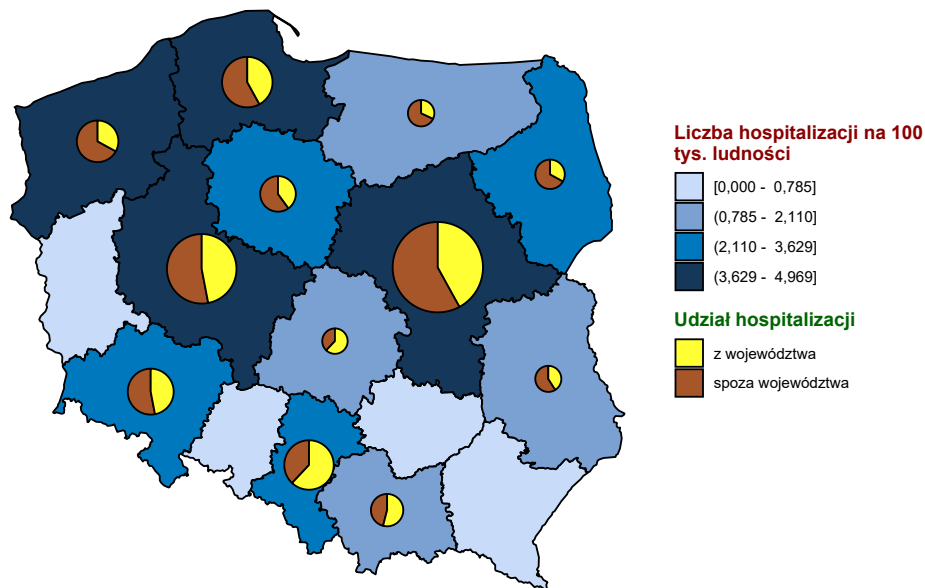 Liczba hospitalizacji na 100
tys. ludności
[0,000 - 0,785]
(0,785 - 2,110]
(2,110 - 3,629]
(3,629 - 4,969]
Udział hospitalizacji
z województwa
spoza województwa